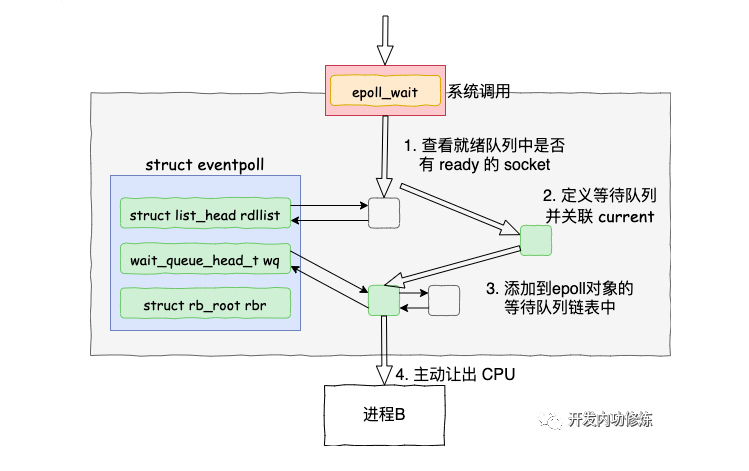 epoll_wait
系统调用
1. 查看就绪队列中是否
有 ready 的 socket
struct eventpoll
2. 定义等待队列
并关联 current
struct list_head rdllist
wait_queue_head_t wq
3. 添加到epoll对象的
等待队列链表中
struct rb_root rbr
4. 主动让出 CPU
进程B
开发内功修炼